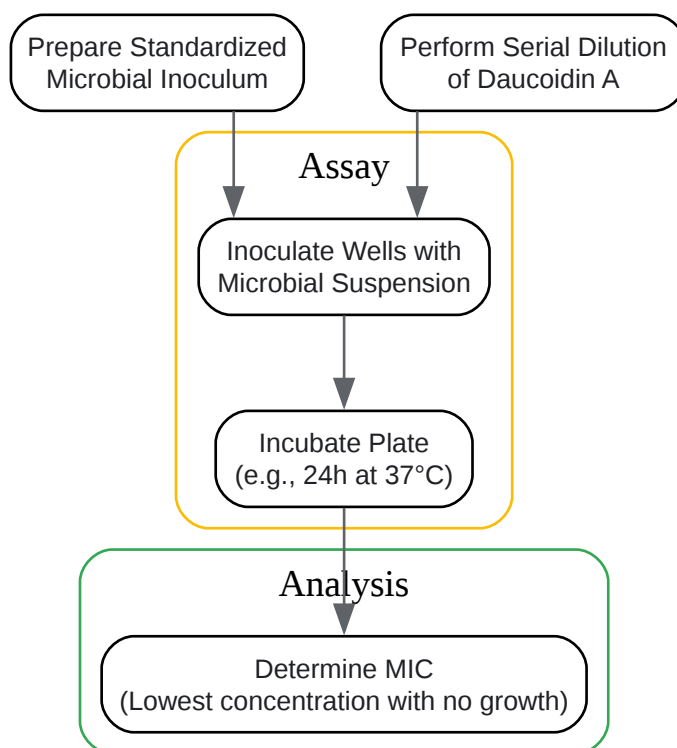 Prepare Standardized
Microbial Inoculum
Perform Serial Dilution
of Daucoidin A
Assay
Inoculate Wells with
Microbial Suspension
Incubate Plate
(e.g., 24h at 37°C)
Analysis
Determine MIC
(Lowest concentration with no growth)